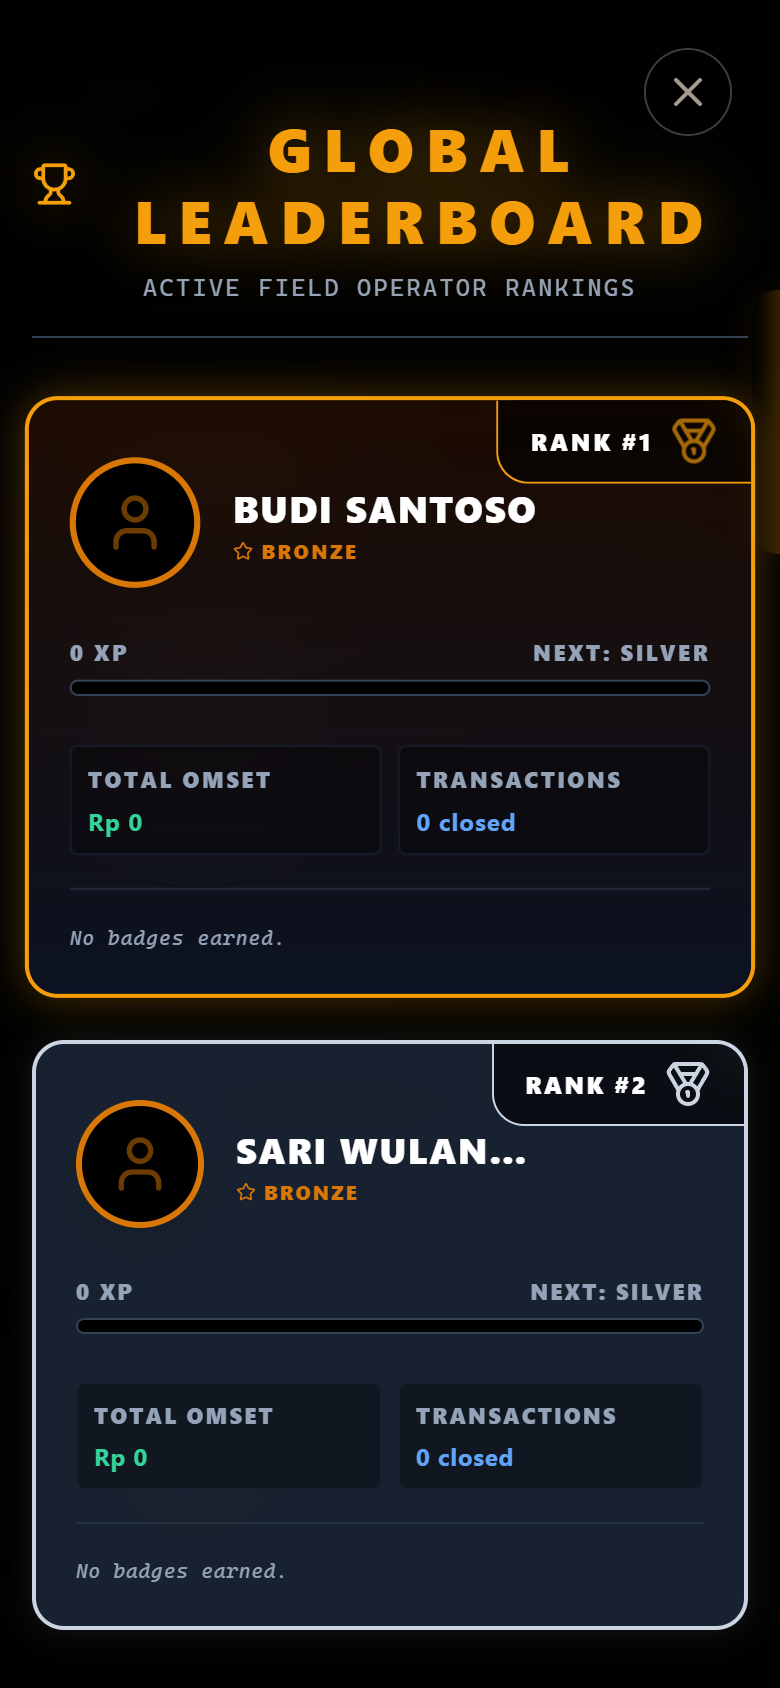 GLOBAL
LEADERBOARD
ACTIVE FIELD OPERATOR RANKINGS
RANK #1
BUDI SANTOSO
BRONZE
0 XP
NEXT: SILVER
TOTAL OMSET
TRANSACTIONS
Rp 0
0 closed
No badges earned.
RANK #2
SARI WULAN...
BRONZE
0 XP
NEXT: SILVER
TOTAL OMSET
TRANSACTIONS
Rp 0
0 closed
No badges earned.